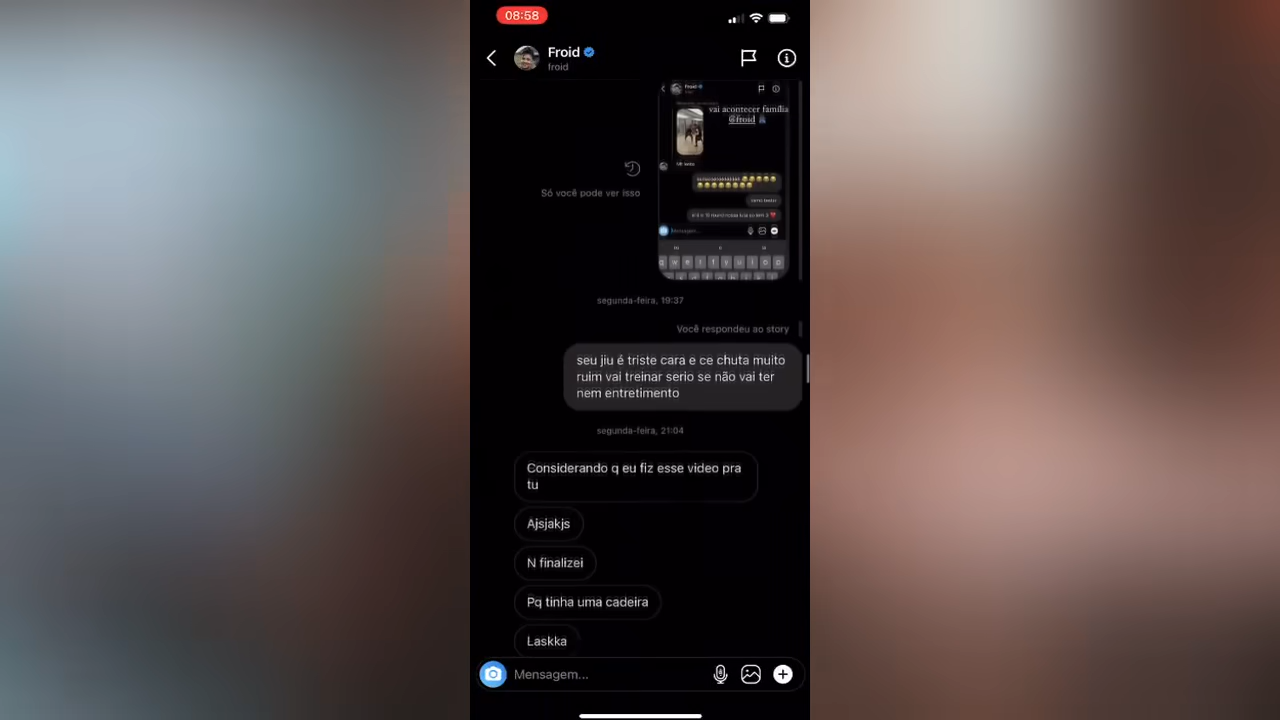 08:58
Froid
froid
Froid
vai acontecer família
@froid
Mensagem...
q w e r t y u i o p
Só você pode ver isso
segunda-feira, 19:37
Você respondeu ao story
seu jiu é triste cara e ce chuta muito
ruim vai treinar serio se não vai ter
nem entretimento
segunda-feira, 21:04
Considerando q eu fiz esse video pra
tu
Ajsjakjs
N finalizei
Pq tinha uma cadeira
Laskka
Mensagem...